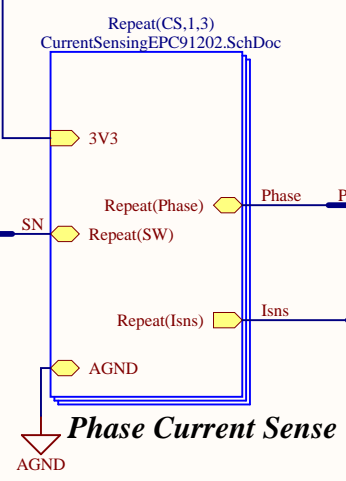 Repeat(CS,1,3)
CurrentSensingEPC91202.SchDoc
3V3
Repeat(Phase)
Phase
P
SN
Repeat(SW)
Repeat(Isns)
Isns
AGND
Phase Current Sense
AGND